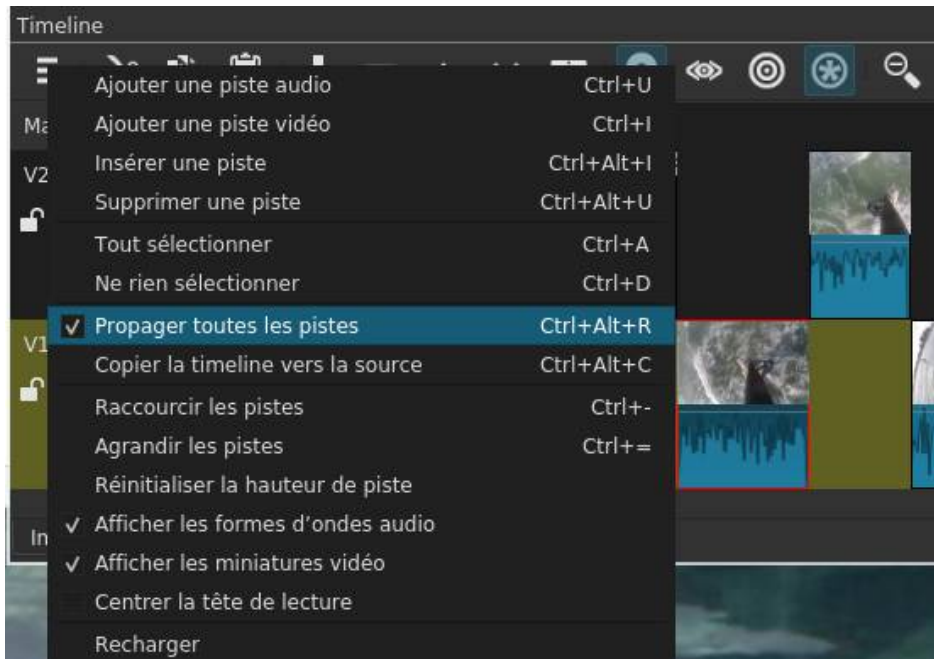 Timeline
Ajouter une piste audio Ctrl+U
Ma
Ajouter une piste vidéo Ctrl+I
V2
Insérer une piste Ctrl+Alt+I
Supprimer une piste Ctrl+Alt+U
Tout sélectionner Ctrl+A
Ne rien sélectionner Ctrl+D
Propager toutes les pistes Ctrl+Alt+R
V1
Copier la timeline vers la source Ctrl+Alt+C
Raccourcir les pistes Ctrl+-
Agrandir les pistes Ctrl+=
Réinitialiser la hauteur de piste
Afficher les formes d’ondes audio
In
Afficher les miniatures vidéo
Centrer la tête de lecture
Recharger